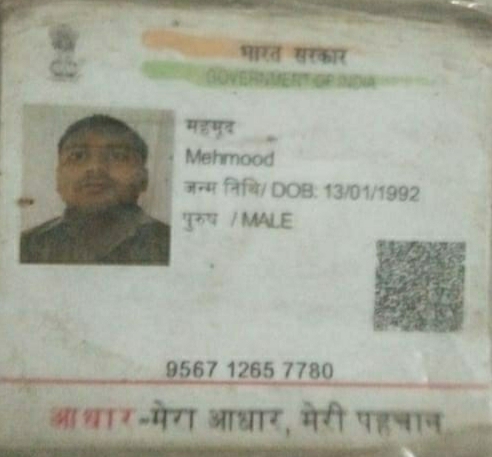 भारत सरकार
GOVERNMENT OF INDIA
महमूद
Mehmood
जन्म तिथि/ DOB: 13/01/1992
पुरुष / MALE
9567 1265 7780
आधार-मेरा आधार, मेरी पहचान